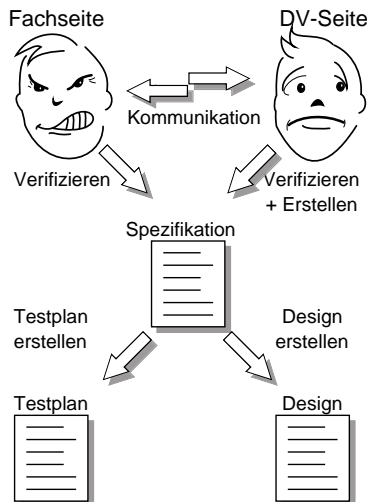 Fachseite
DV-Seite
Kommunikation
Verifizieren
Verifizieren
+ Erstellen
Spezifikation
Testplan
erstellen
Design
erstellen
Testplan
Design